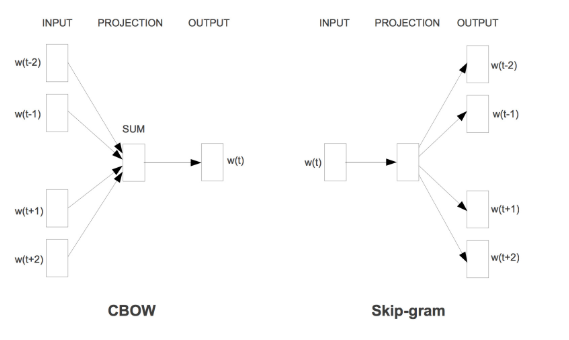 INPUT PROJECTION OUTPUT
w(t-2)
w(t-1)
SUM
w(t)
w(t+1)
w(t+2)
CBOW
INPUT PROJECTION OUTPUT
w(t-2)
w(t-1)
w(t)
w(t+1)
w(t+2)
Skip-gram